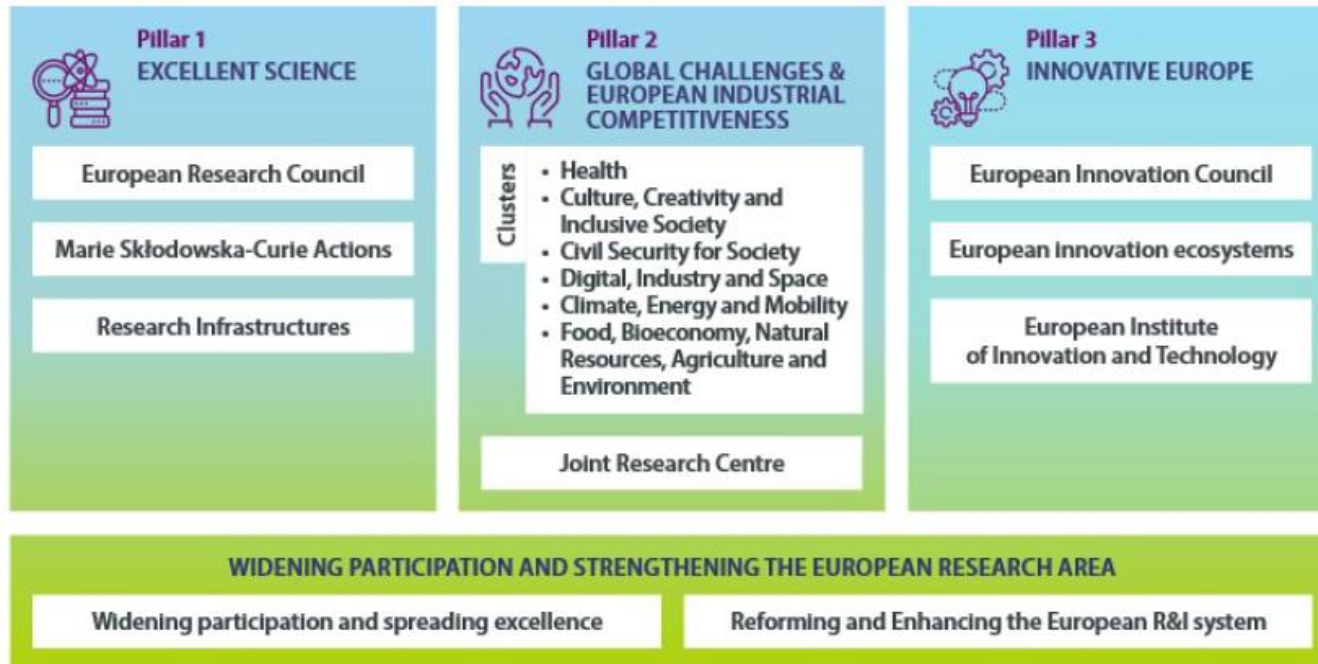 Pillar 1
EXCELLENT SCIENCE
European Research Council
Marie Skłodowska-Curie Actions
Research Infrastructures
Pillar 2
GLOBAL CHALLENGES &
EUROPEAN INDUSTRIAL
COMPETITIVENESS
Clusters
• Health
• Culture, Creativity and
Inclusive Society
• Civil Security for Society
• Digital, Industry and Space
• Climate, Energy and Mobility
• Food, Bioeconomy, Natural
Resources, Agriculture and
Environment
Joint Research Centre
Pillar 3
INNOVATIVE EUROPE
European Innovation Council
European innovation ecosystems
European Institute
of Innovation and Technology
WIDENING PARTICIPATION AND STRENGTHENING THE EUROPEAN RESEARCH AREA
Widening participation and spreading excellence
Reforming and Enhancing the European R&I system